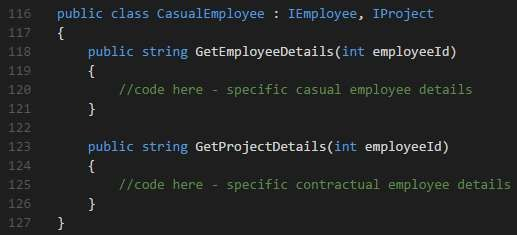 116 public class CasualEmployee : IEmployee, IProject
117 {
118     public string GetEmployeeDetails(int employeeId)
119     {
120         //code here - specific casual employee details
121     }
122
123     public string GetProjectDetails(int employeeId)
124     {
125         //code here - specific contractual employee details
126     }
127 }